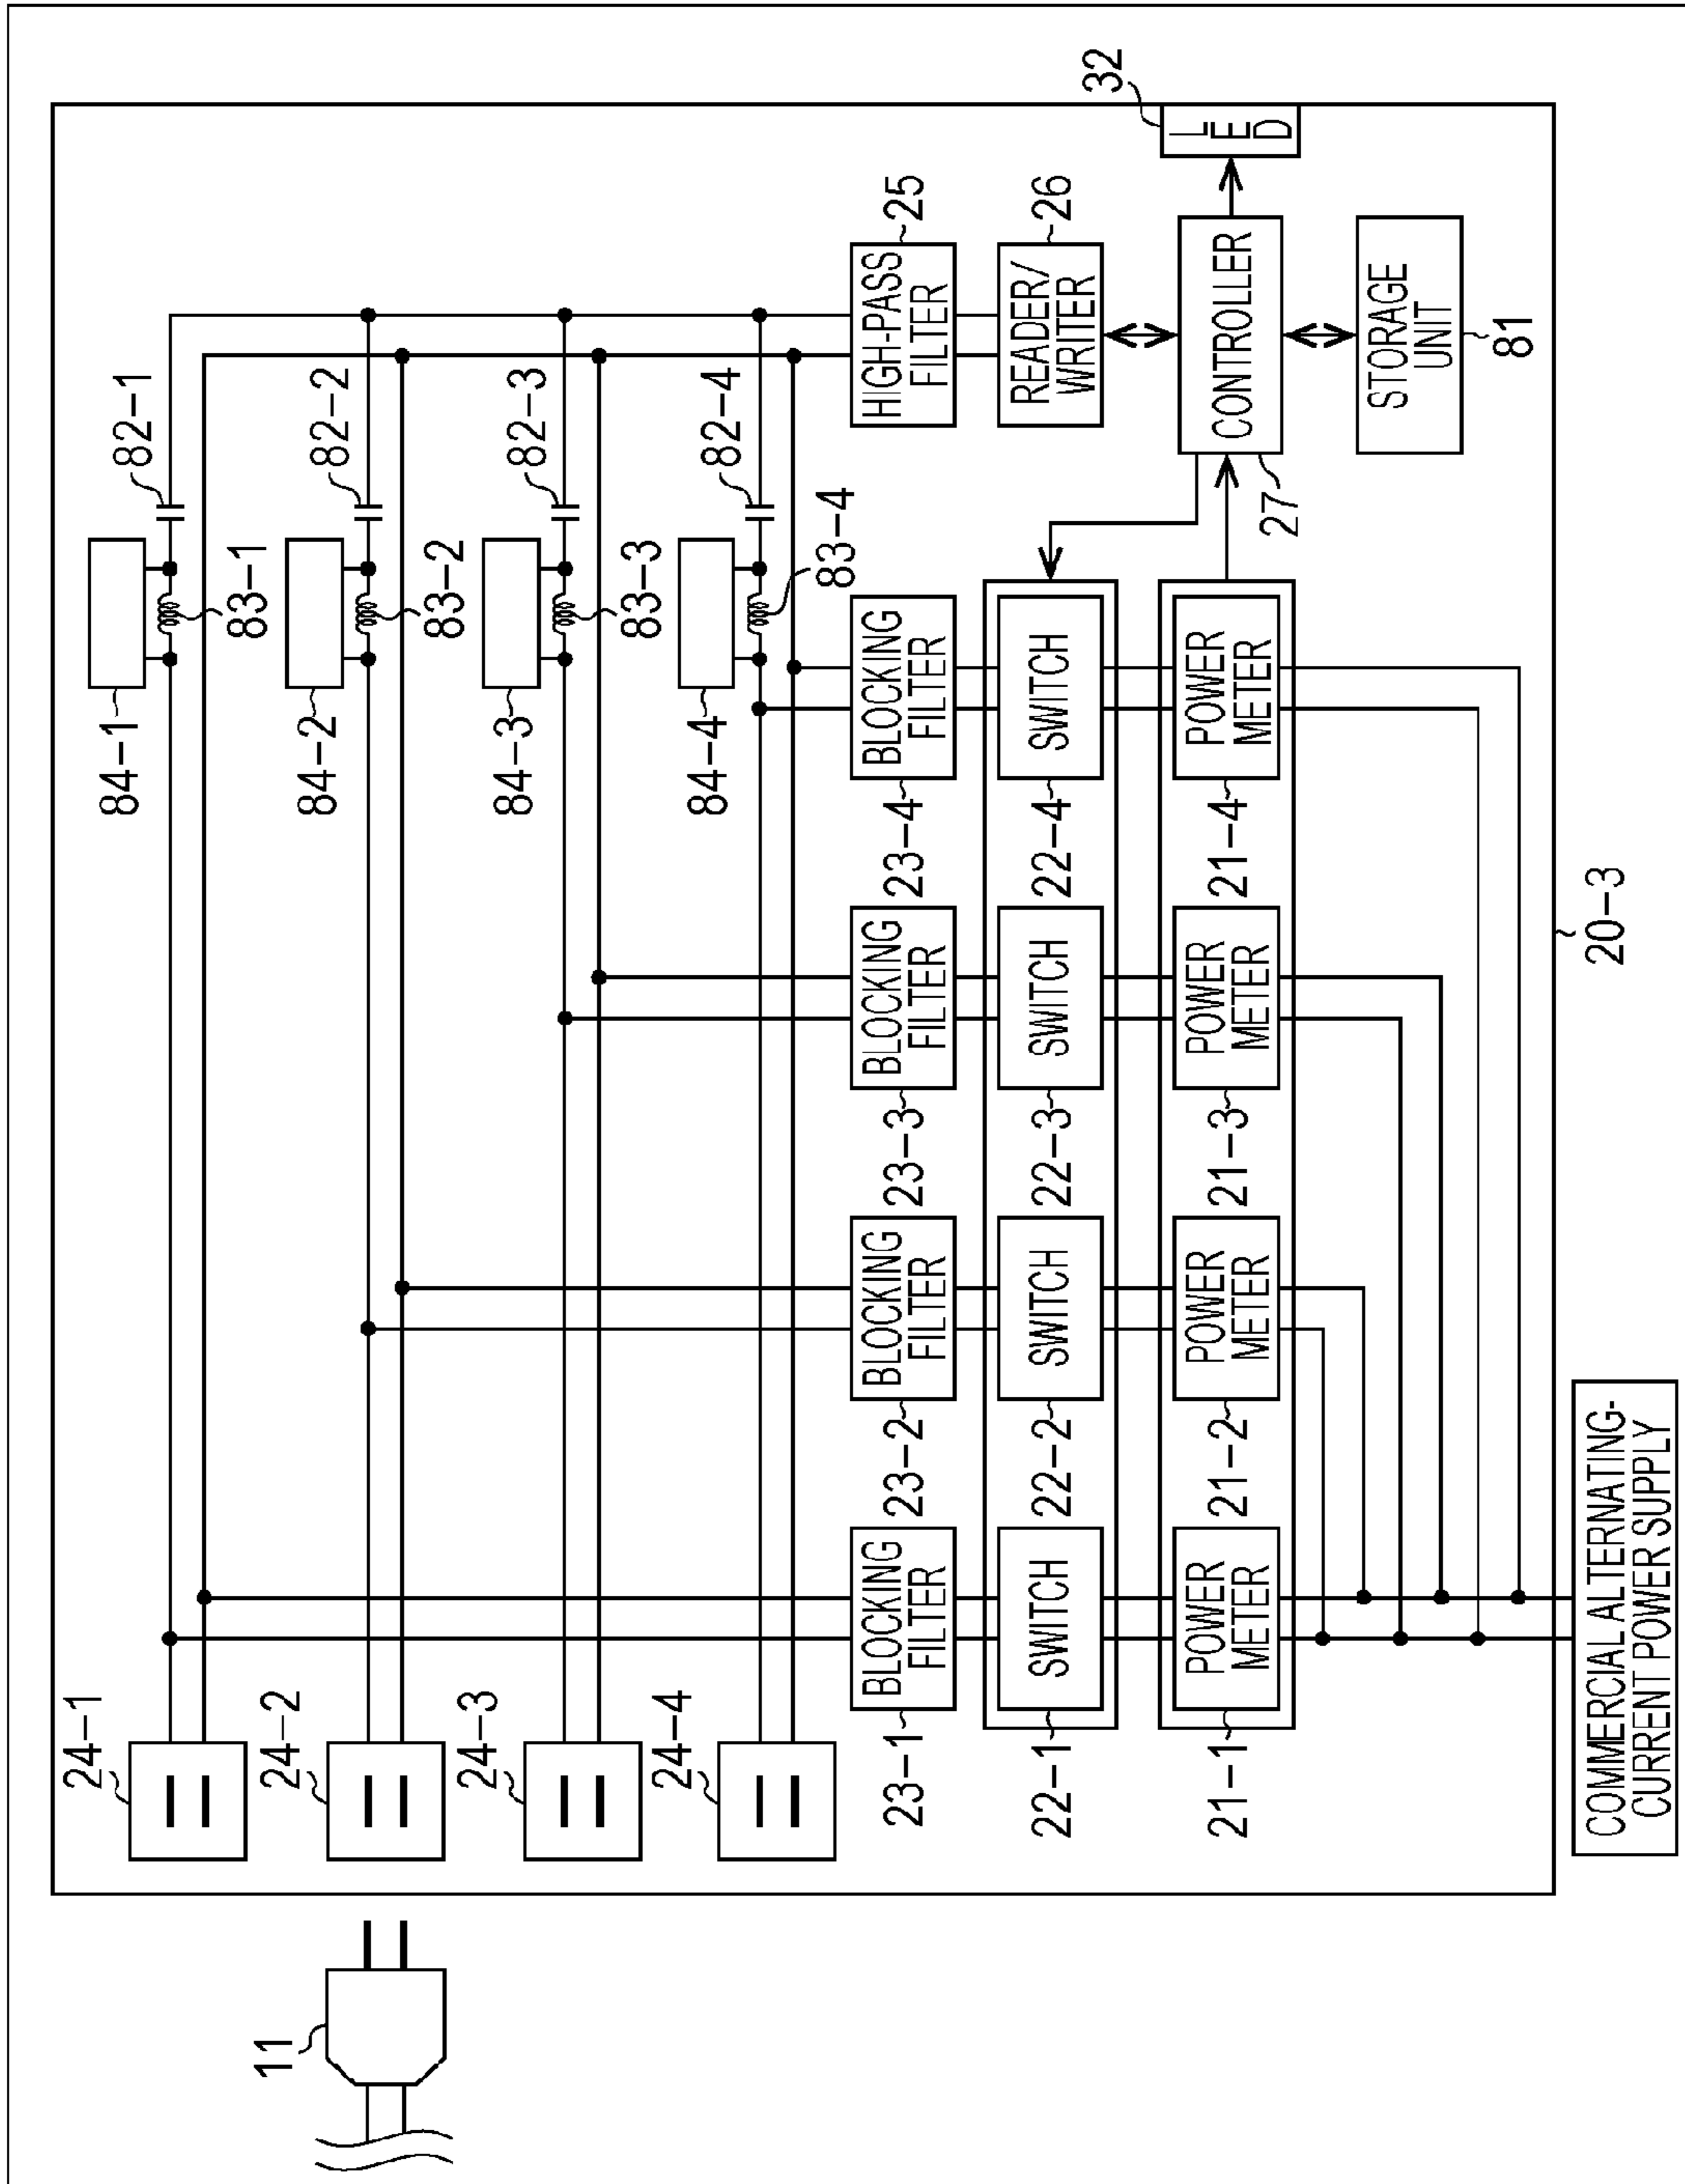 24-1
24-2
24-3
24-4
84-1
84-2
84-3
84-4
83-1
83-2
83-3
83-4
82-1
82-2
82-3
82-4
11
BLOCKING
FILTER
23-1
BLOCKING
FILTER
23-2
BLOCKING
FILTER
23-3
BLOCKING
FILTER
23-4
HIGH-PASS
FILTER
25
SWITCH
22-1
SWITCH
22-2
SWITCH
22-3
SWITCH
22-4
READER/
WRITER
26
POWER
METER
21-1
POWER
METER
21-2
POWER
METER
21-3
POWER
METER
21-4
CONTROLLER
27
LED
32
STORAGE
UNIT
81
20-3
COMMERCIAL ALTERNATING-
CURRENT POWER SUPPLY